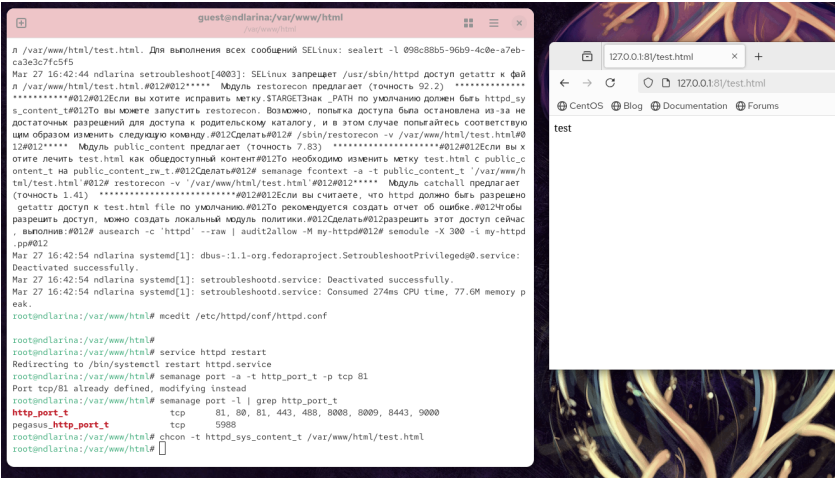 guest@ndlarina:/var/www/html
/var/www/html
л /var/www/html/test.html. Для выполнения всех сообщений SELinux: sealert -l 098c88b5-96b9-4c0e-a7eb-
ca3e3c7fc5f5
Mar 27 16:42:44 ndlarina setroubleshoot[4003]: SELinux запрещает /usr/sbin/httpd доступ getattr к фай
л /var/www/html/test.html.#012#012***** Модуль restorecon предлагает (точность 92.2) **************
************#012#012Если вы хотите исправить метку.$TARGETЗнак _PATH по умолчанию должен быть httpd_sy
s_content_t#012То вы можете запустить restorecon. Возможно, попытка доступа была остановлена из-за не
достаточных разрешений для доступа к родительскому каталогу, и в этом случае попытайтесь соответствую
щим образом изменить следующую команду.#012Сделать#012# /sbin/restorecon -v /var/www/html/test.html#0
12#012***** Модуль public_content предлагает (точность 7.83) **********************#012#012Если вы х
отите лечить test.html как общедоступный контент#012То необходимо изменить метку test.html с public_c
ontent_t на public_content_rw_t.#012Сделать#012# semanage fcontext -a -t public_content_t '/var/www/h
tml/test.html'#012# restorecon -v '/var/www/html/test.html'#012#012***** Модуль catchall предлагает
(точность 1.41) ****************************#012#012Если вы считаете, что httpd должно быть разрешено
getattr доступ к test.html file по умолчанию.#012То рекомендуется создать отчет об ошибке.#012Чтобы
разрешить доступ, можно создать локальный модуль политики.#012Сделать#012разрешить этот доступ сейчас
, выполнив:#012# ausearch -c 'httpd' --raw | audit2allow -M my-httpd#012# semodule -X 300 -i my-httpd
.pp#012
Mar 27 16:42:54 ndlarina systemd[1]: dbus-:1.1-org.fedoraproject.SetroubleshootPrivileged@0.service:
Deactivated successfully.
Mar 27 16:42:54 ndlarina systemd[1]: setroubleshootd.service: Deactivated successfully.
Mar 27 16:42:54 ndlarina systemd[1]: setroubleshootd.service: Consumed 274ms CPU time, 77.6M memory p
eak.
root@ndlarina:/var/www/html# mcedit /etc/httpd/conf/httpd.conf
root@ndlarina:/var/www/html#
root@ndlarina:/var/www/html# service httpd restart
Redirecting to /bin/systemctl restart httpd.service
root@ndlarina:/var/www/html# semanage port -a -t http_port_t -p tcp 81
Port tcp/81 already defined, modifying instead
root@ndlarina:/var/www/html# semanage port -l | grep http_port_t
http_port_t tcp 81, 80, 81, 443, 488, 8008, 8009, 8443, 9000
pegasus_http_port_t tcp 5988
root@ndlarina:/var/www/html# chcon -t httpd_sys_content_t /var/www/html/test.html
root@ndlarina:/var/www/html#
127.0.0.1:81/test.html
127.0.0.1:81/test.html
CentOS Blog Documentation Forums
test